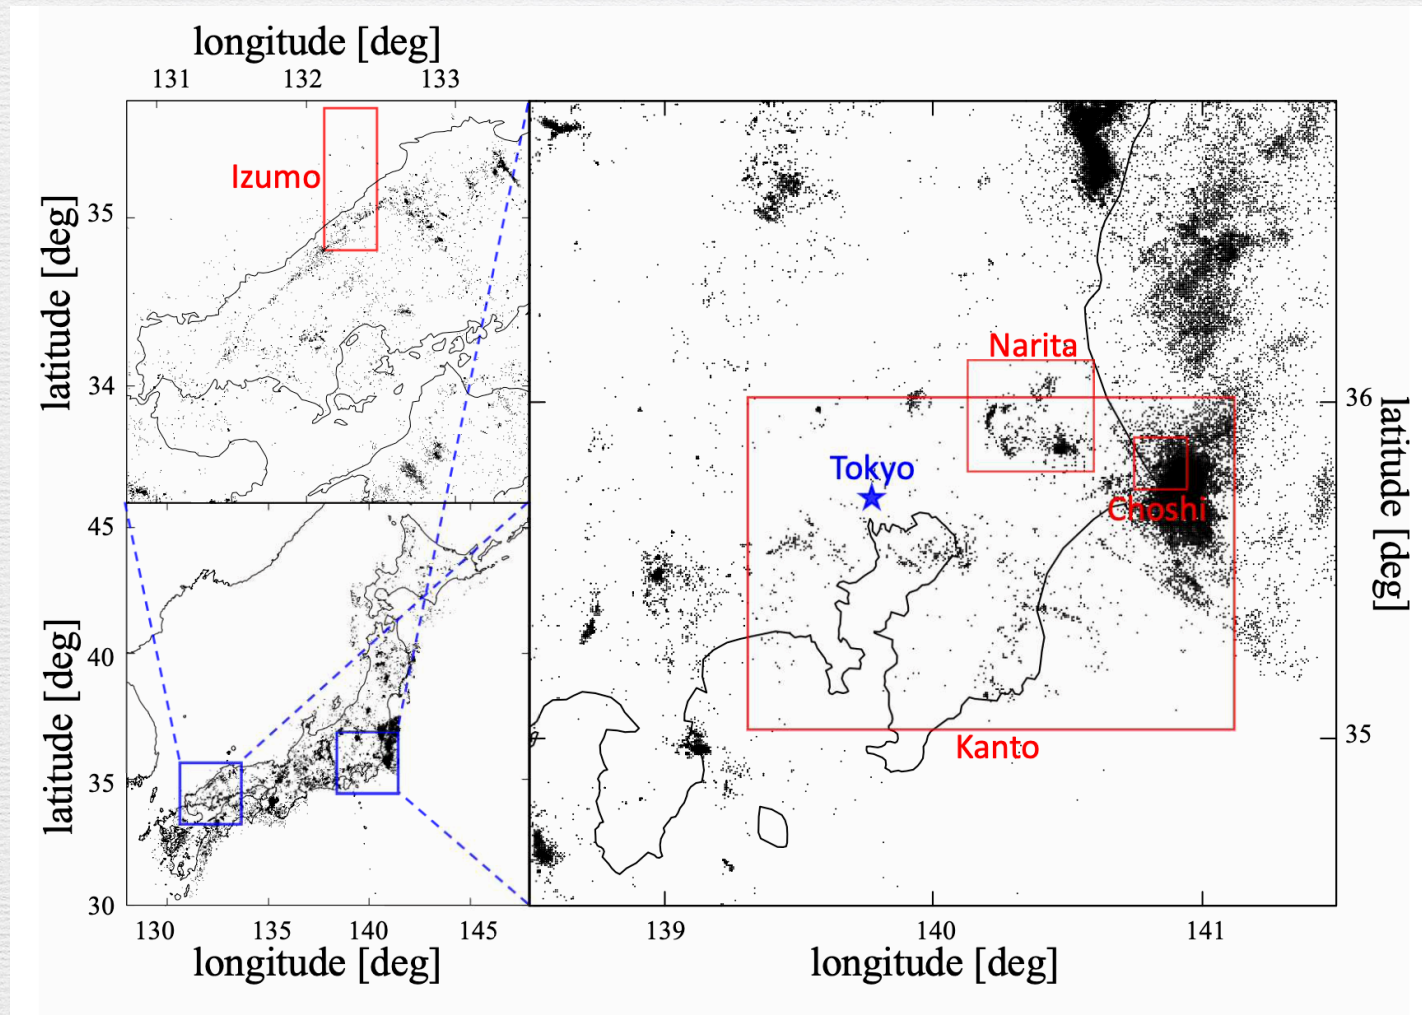 longitude [deg]
131 132 133
Izumo
35
34
latitude [deg]
45
40
35
30
latitude [deg]
130 135 140 145
longitude [deg]
Narita
Tokyo
Choshi
Kanto
36
35
latitude [deg]
139 140 141
longitude [deg]